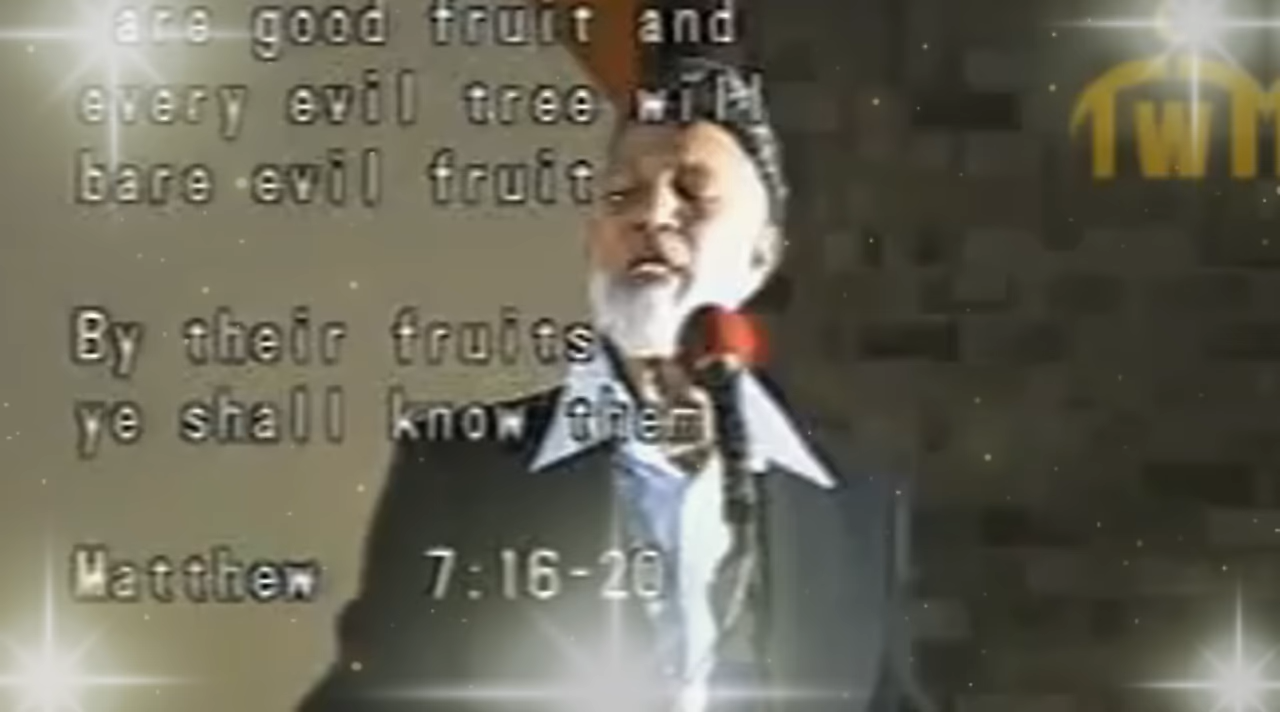 are good fruit and
every evil tree will
bare evil fruit
By their fruits
ye shall know them
Matthew 7:16-20
TWM